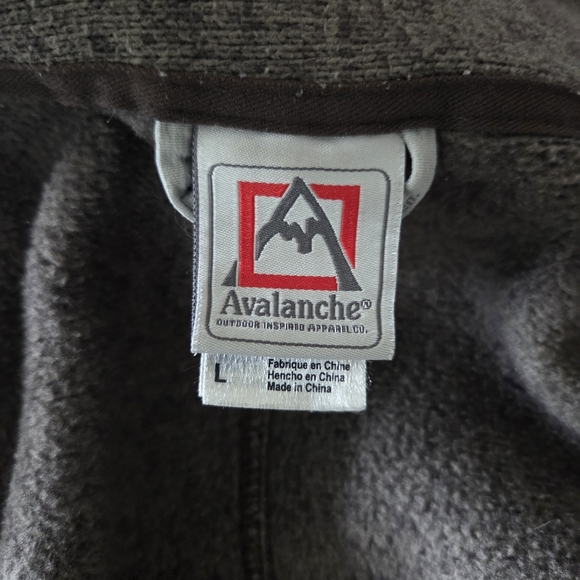 Avalanche®
OUTDOOR INSPIRED APPAREL CO.
L
Fabrique en Chine
Hencho en China
Made in China